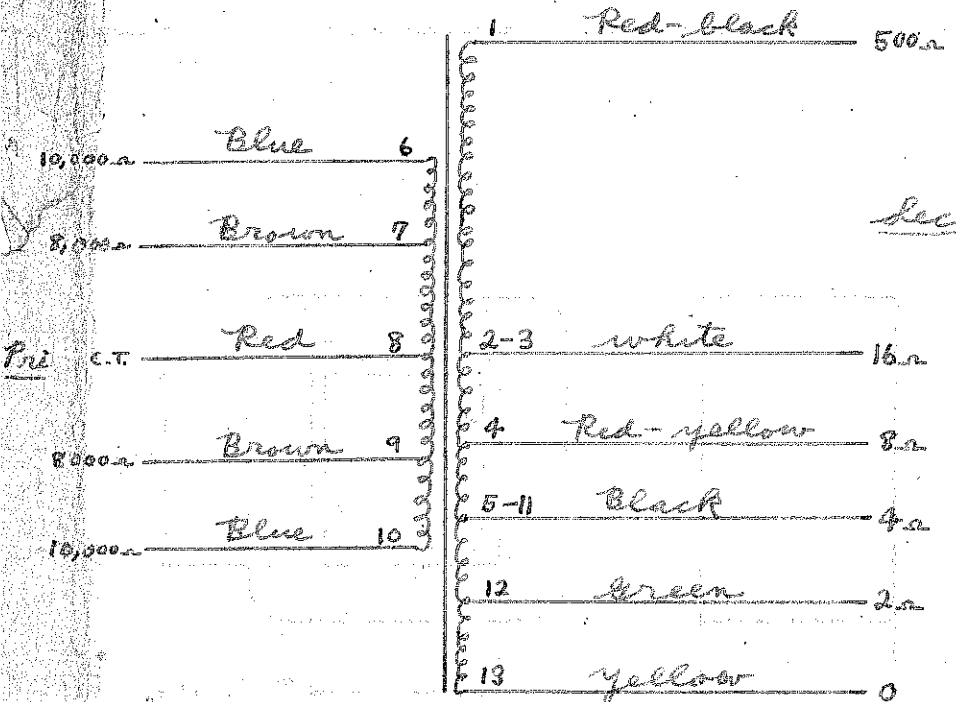 1 Red-black 500Ω
10,000Ω Blue 6
8,000Ω Brown 7
Sec
Pri C.T. Red 8
2-3 white 16Ω
4 Red-yellow 8Ω
8000Ω Brown 9
5-11 Black 4Ω
10,000Ω Blue 10
12 Green 2Ω
13 Yellow 0